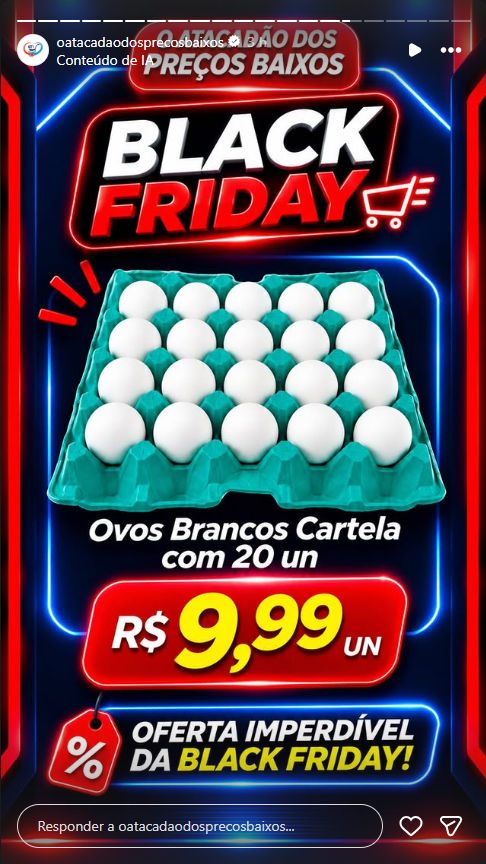 O ATACADÃO DOS
PREÇOS BAIXOS
oatacadaodosprecosbaixos 3 h
Conteúdo de IA
BLACK
FRIDAY
Ovos Brancos Cartela
com 20 un
R$ 9,99 UN
%
OFERTA IMPERDÍVEL
DA BLACK FRIDAY!
Responder a oatacadaodosprecosbaixos...